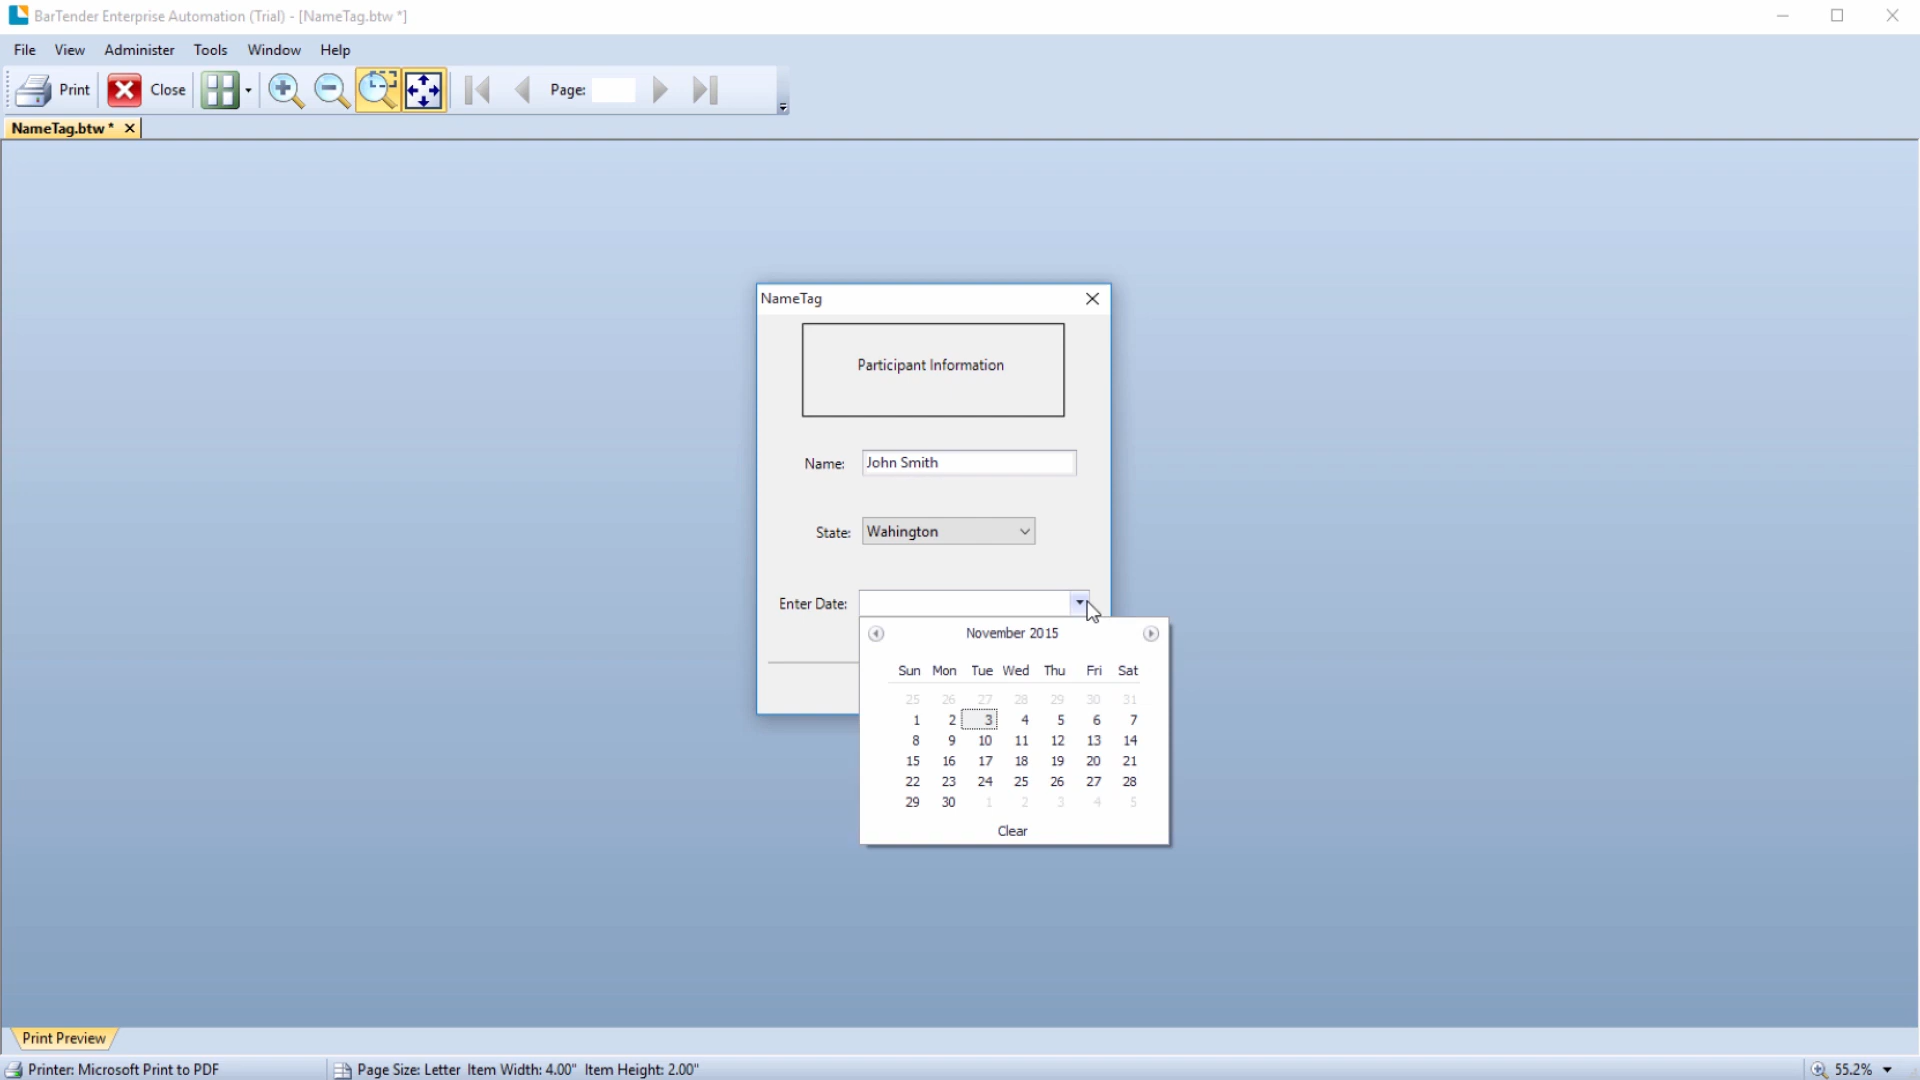 BarTender Enterprise Automation (Trial) - [NameTag.btw *]
File View Administer Tools Window Help
Print Close Page:
NameTag.btw *
NameTag
Participant Information
Name: John Smith
State: Wahington
Enter Date:
November 2015
Sun Mon Tue Wed Thu Fri Sat
25 26 27 28 29 30 31
1 2 3 4 5 6 7
8 9 10 11 12 13 14
15 16 17 18 19 20 21
22 23 24 25 26 27 28
29 30 1 2 3 4 5
Clear
Print Preview
Printer: Microsoft Print to PDF Page Size: Letter Item Width: 4.00" Item Height: 2.00" 55.2%